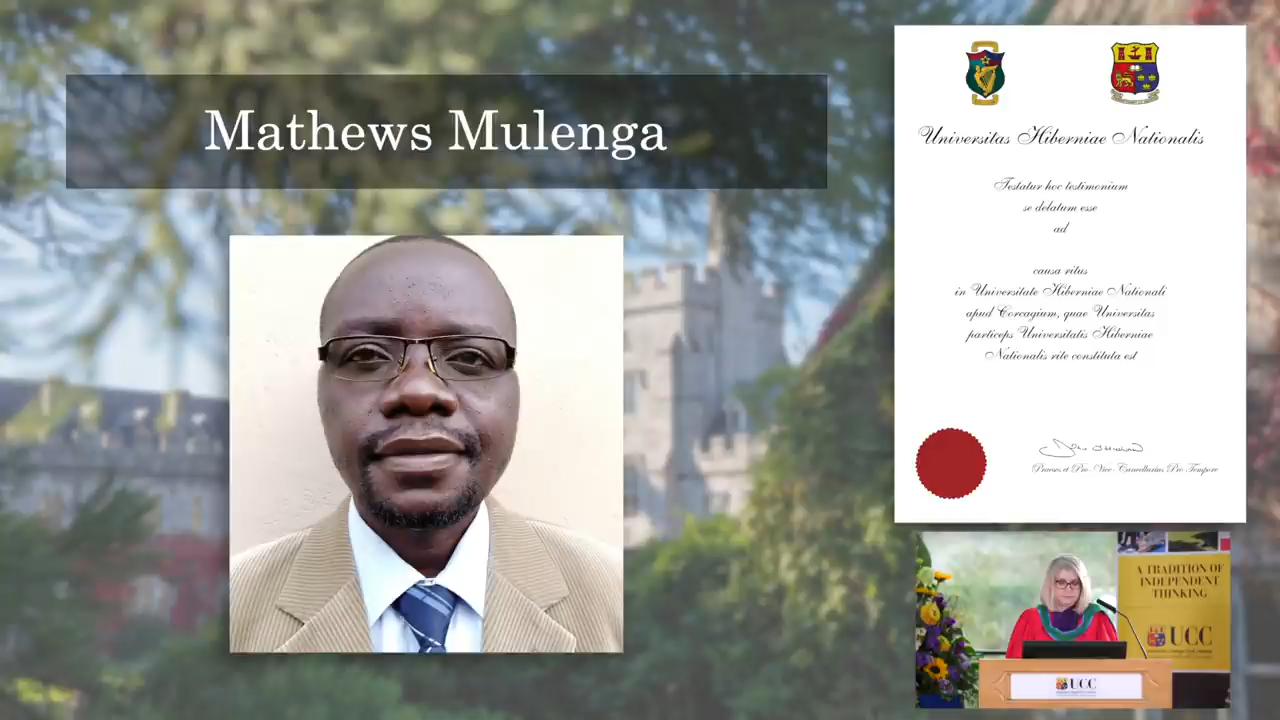 Mathews Mulenga
Universitas Hiberniae Nationalis
Testatur hoc testimonium
se delatum esse
ad
causa ritus
in Universitate Hiberniae Nationali
apud Corcagium, quae Universitas
particeps Universitatis Hiberniae
Nationalis rite constituta est
Praeses et Pro-Vice-Cancellarius Pro Tempore
A TRADITION OF
INDEPENDENT
THINKING
UCC
UCC